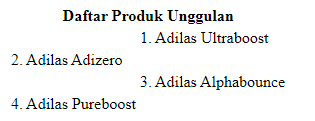 Daftar Produk Unggulan
1. Adilas Ultraboost
2. Adilas Adizero
3. Adilas Alphabounce
4. Adilas Pureboost